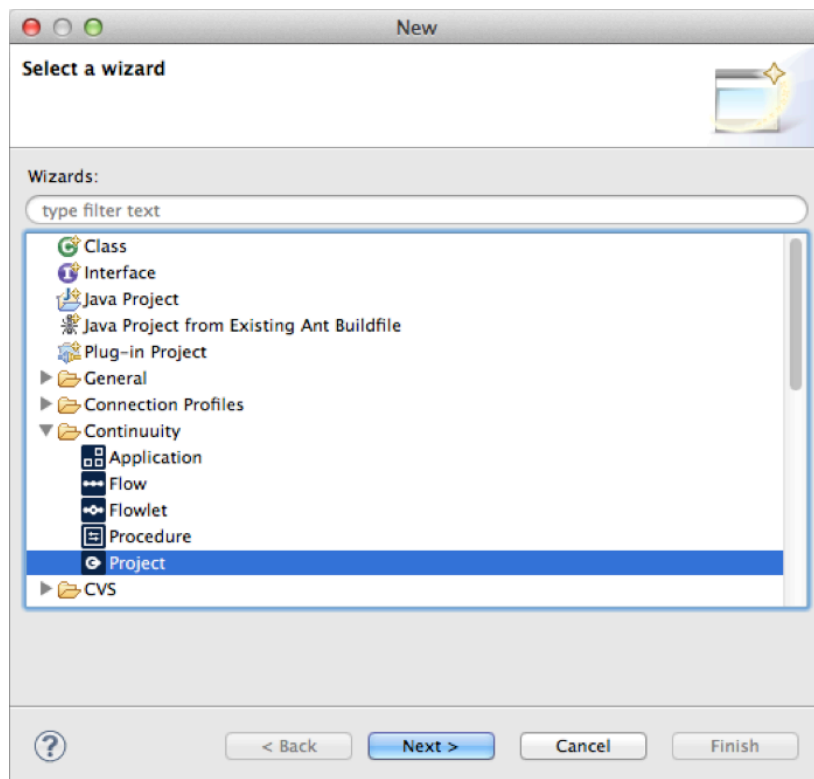 New
Select a wizard
Wizards:
type filter text
Class
Interface
Java Project
Java Project from Existing Ant Buildfile
Plug-in Project
General
Connection Profiles
Continuuity
Application
Flow
Flowlet
Procedure
Project
CVS
? < Back Next > Cancel Finish